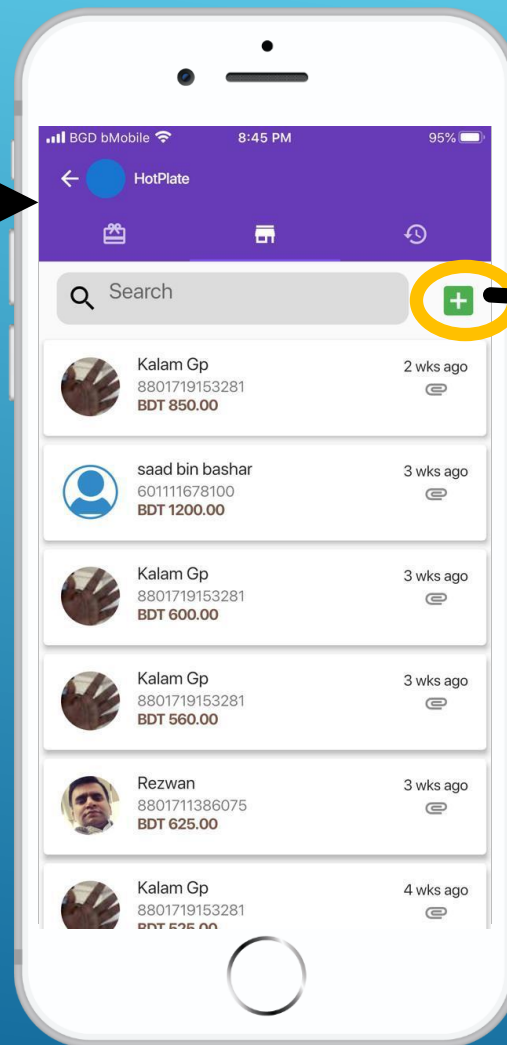 BGD bMobile 8:45 PM 95%
HotPlate
Search
Kalam Gp 2 wks ago
8801719153281
BDT 850.00
saad bin bashar 3 wks ago
601111678100
BDT 1200.00
Kalam Gp 3 wks ago
8801719153281
BDT 600.00
Kalam Gp 3 wks ago
8801719153281
BDT 560.00
Rezwan 3 wks ago
8801711386075
BDT 625.00
Kalam Gp 4 wks ago
8801719153281
BDT 525.00